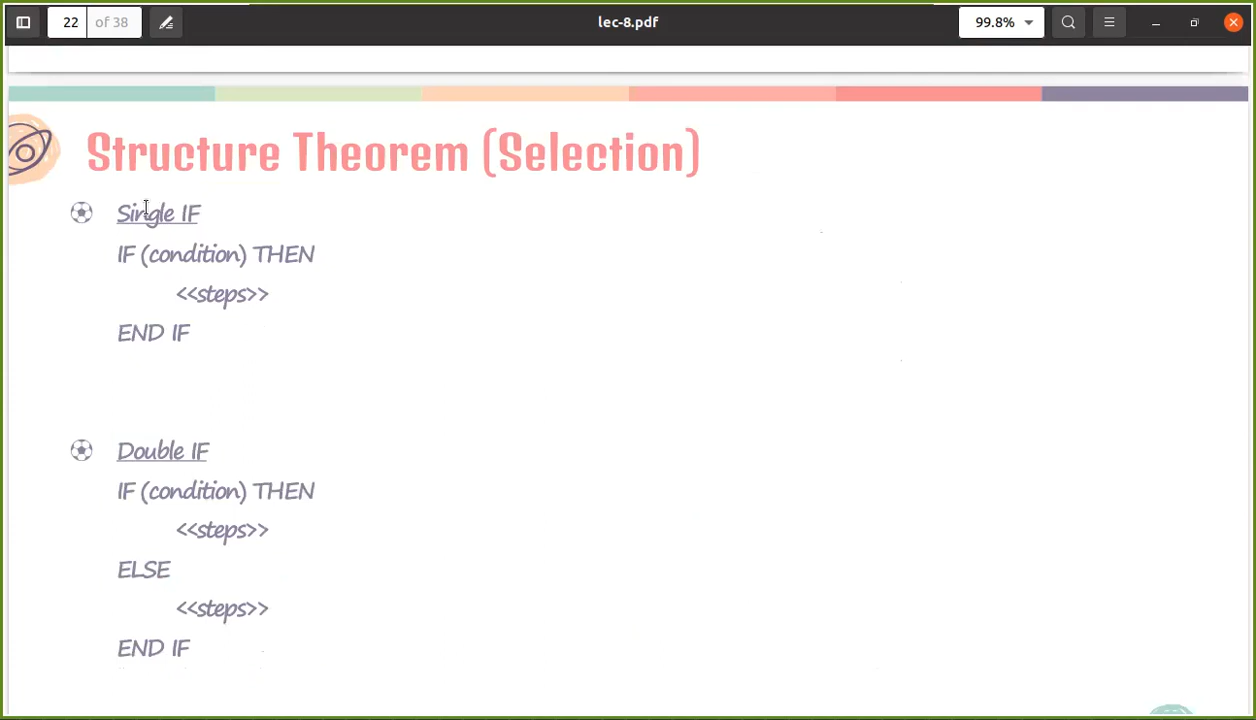 22 of 38
lec-8.pdf
99.8%
Structure Theorem (Selection)
Single IF
IF (condition) THEN
<<steps>>
END IF
Double IF
IF (condition) THEN
<<steps>>
ELSE
<<steps>>
END IF